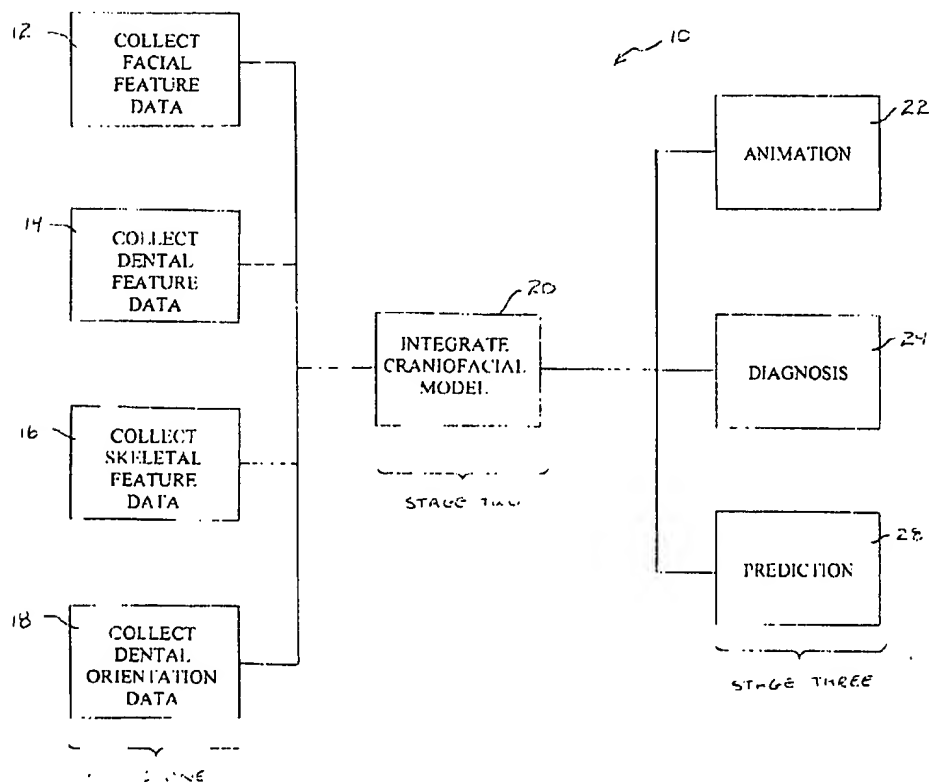 12
COLLECT
FACIAL
FEATURE
DATA
14
COLLECT
DENTAL
FEATURE
DATA
16
COLLECT
SKELETAL
FEATURE
DATA
18
COLLECT
DENTAL
ORIENTATION
DATA
ONE
20
INTEGRATE
CRANIOFACIAL
MODEL
STAGE TWO
10
22
ANIMATION
24
DIAGNOSIS
28
PREDICTION
STAGE THREE